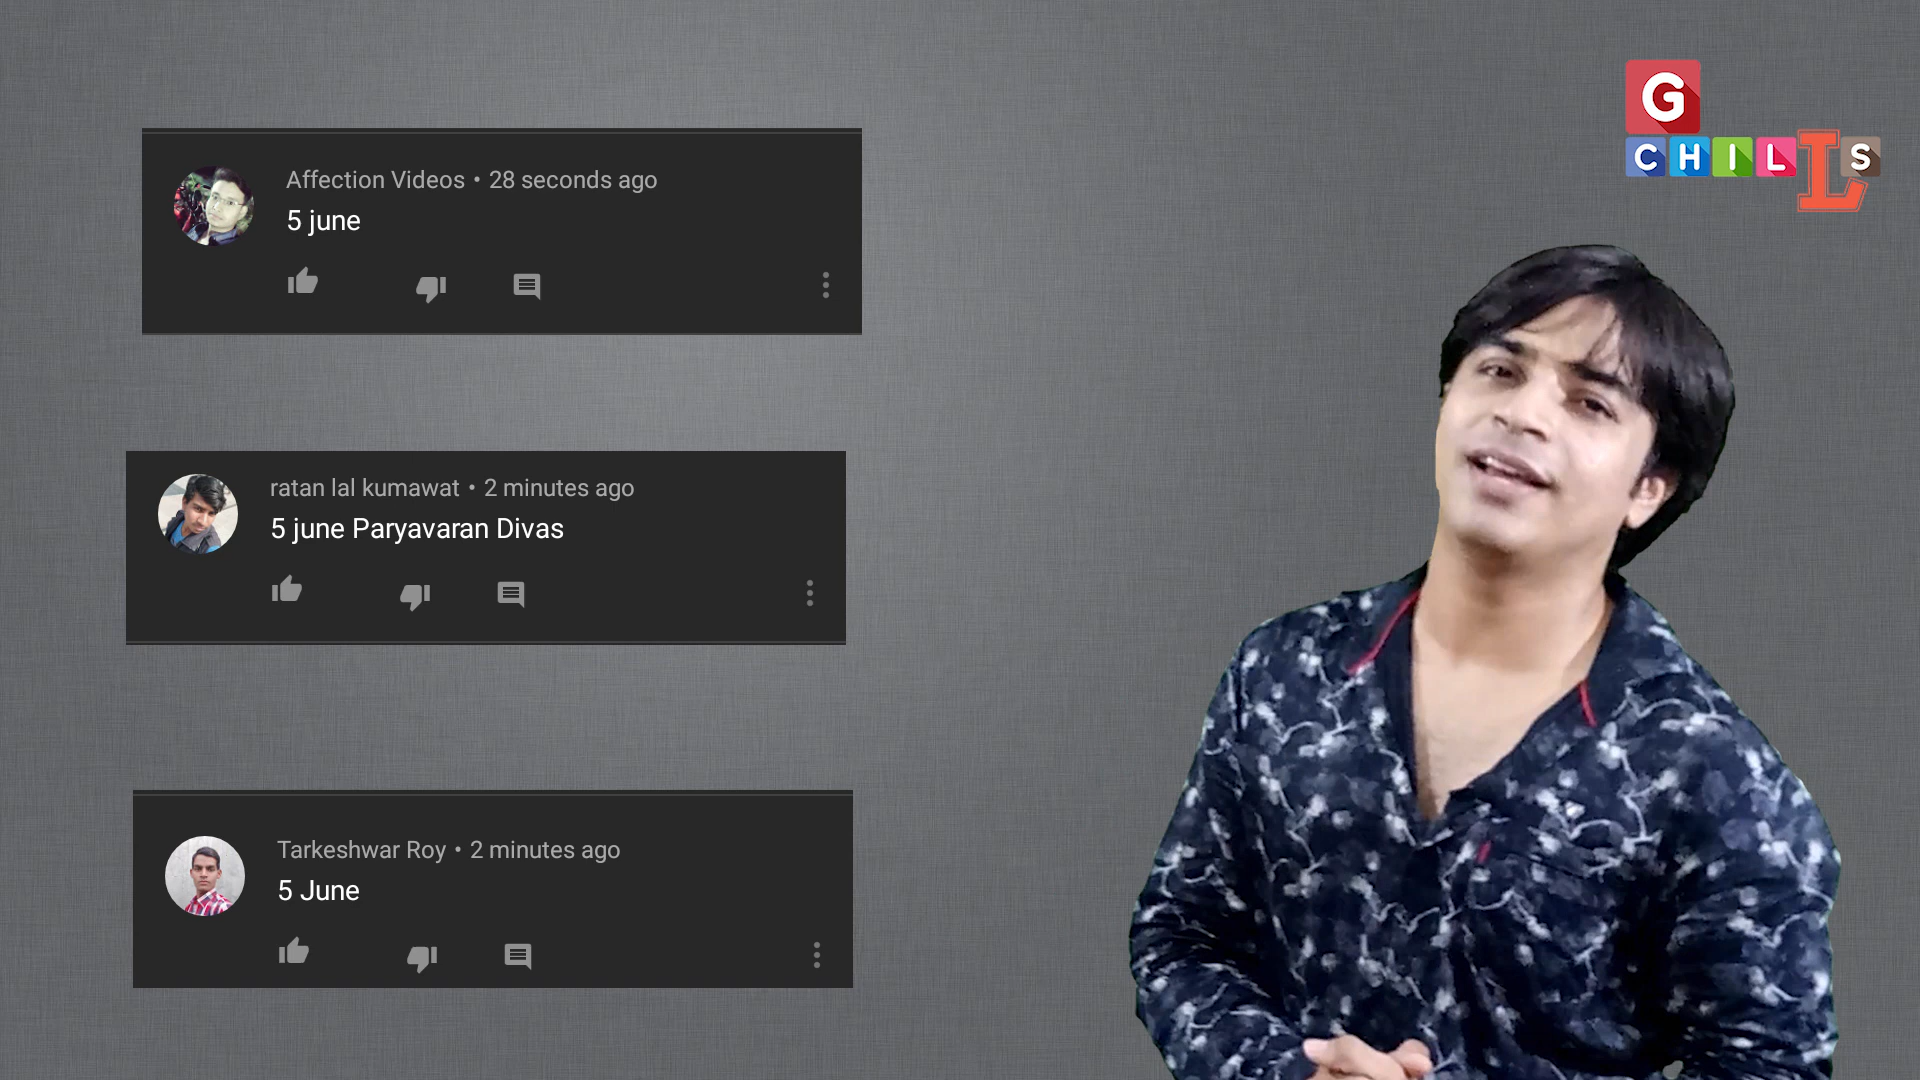 G
CHILLS
Affection Videos • 28 seconds ago
5 june
ratan lal kumawat • 2 minutes ago
5 june Paryavaran Divas
Tarkeshwar Roy • 2 minutes ago
5 June